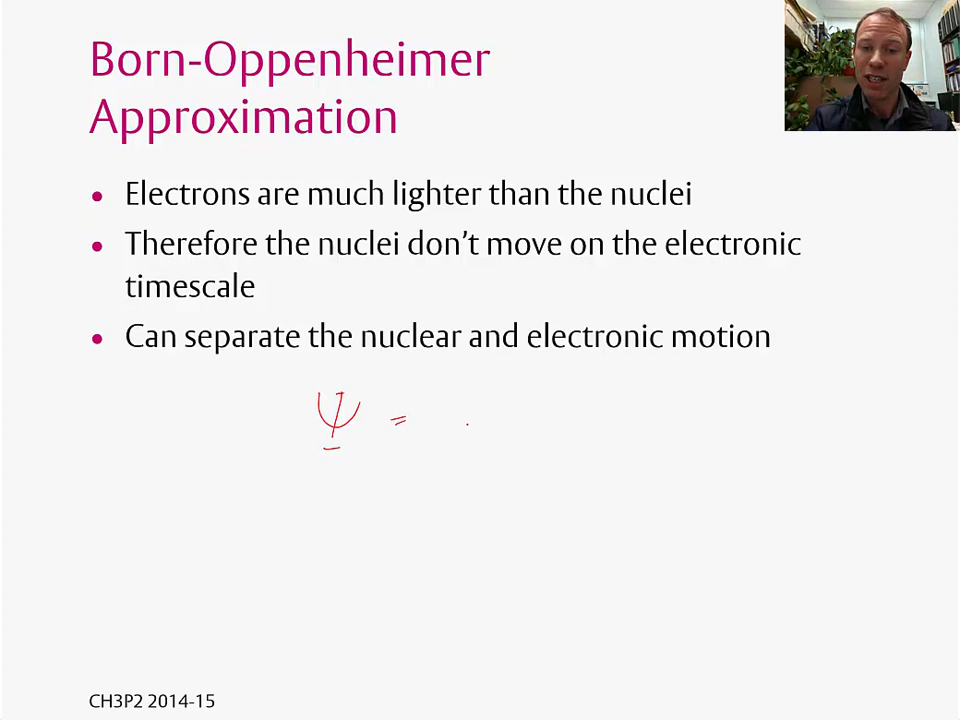 Born-Oppenheimer
Approximation
• Electrons are much lighter than the nuclei
• Therefore the nuclei don’t move on the electronic
timescale
• Can separate the nuclear and electronic motion
Ψ =
CH3P2 2014-15